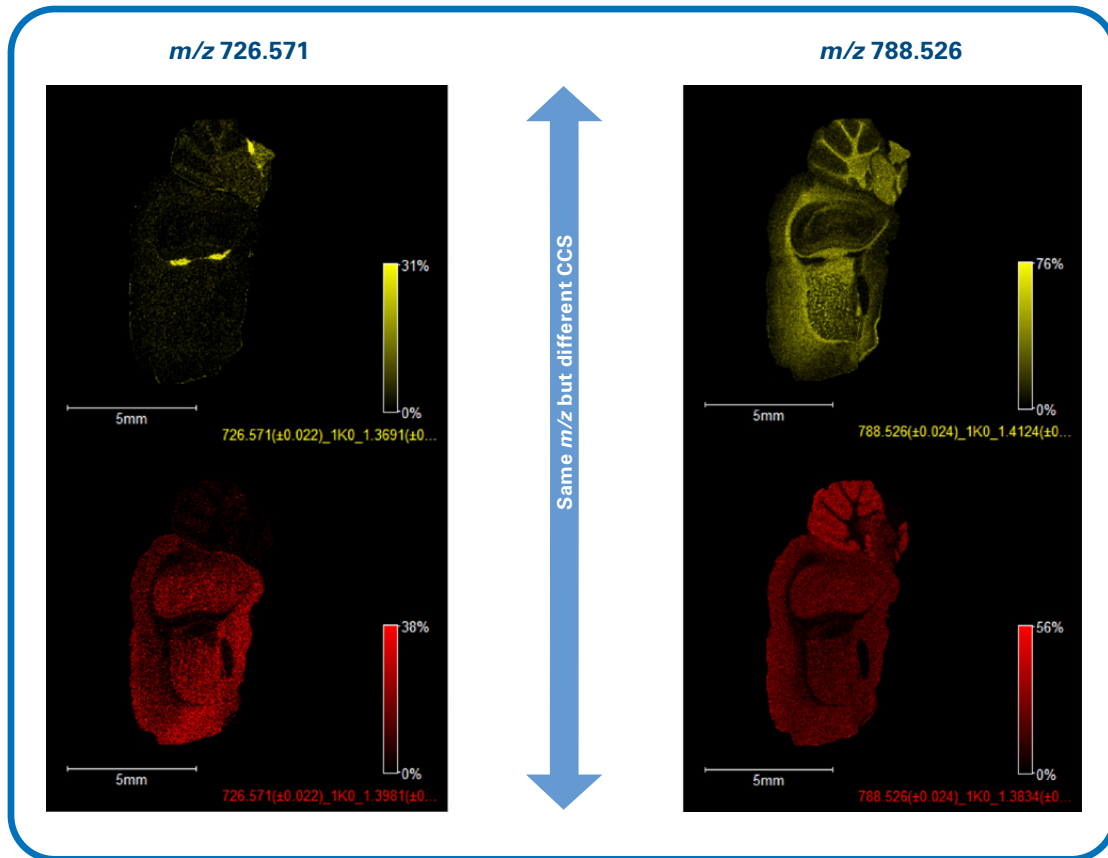 m/z 726.571
m/z 788.526
31%
0%
5mm
726.571(±0.022)_1K0_1.3691(±0...
76%
0%
5mm
788.526(±0.024)_1K0_1.4124(±0...
Same m/z but different CCS
38%
0%
5mm
726.571(±0.022)_1K0_1.3981(±0...
56%
0%
5mm
788.526(±0.024)_1K0_1.3834(±0...